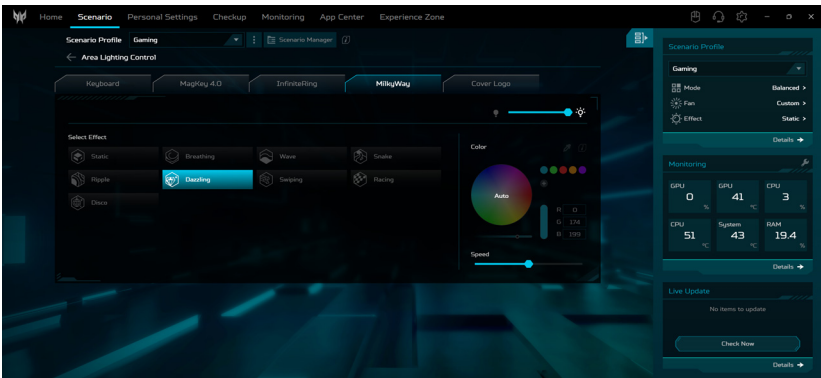 Home Scenario Personal Settings Checkup Monitoring App Center Experience Zone
Scenario Profile Gaming Scenario Manager
Area Lighting Control
Keyboard MagKey 4.0 InfiniteRing MilkyWay Cover Logo
Select Effect
Static Breathing Wave Snake
Ripple Dazzling Swiping Racing
Disco
Color
Auto
R 0
G 174
B 199
Speed
Scenario Profile
Gaming
Mode Balanced >
Fan Custom >
Effect Static >
Details →
Monitoring
GPU GPU CPU
0 % 41 °C 3 %
CPU System RAM
51 °C 43 °C 19.4 %
Details →
Live Update
No items to update
Check Now
Details →